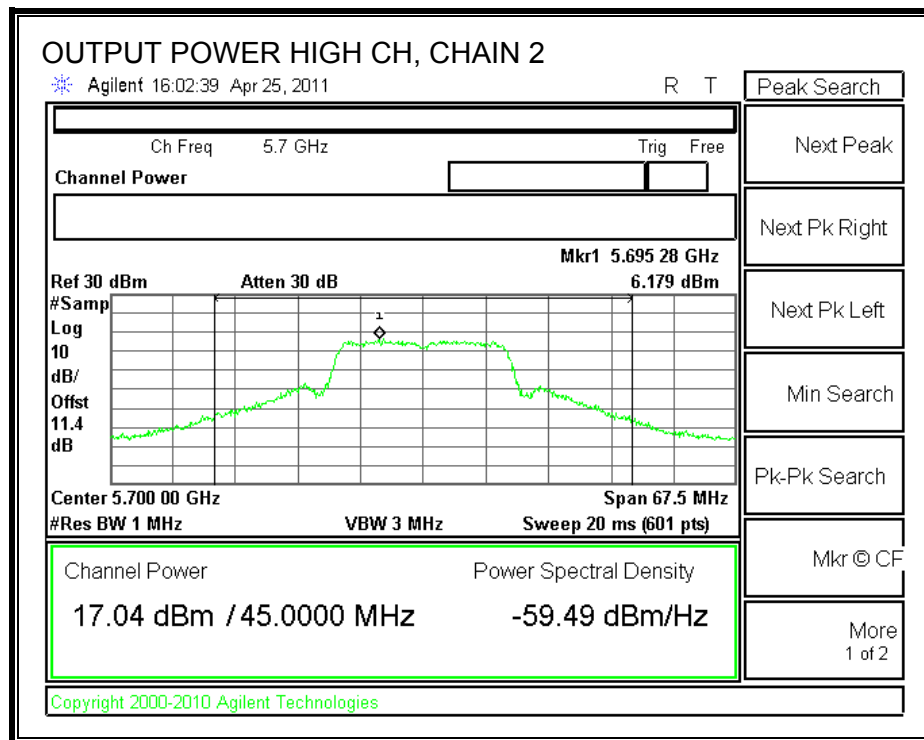 OUTPUT POWER HIGH CH, CHAIN 2
Agilent 16:02:39 Apr 25, 2011 R T
Peak Search
Ch Freq 5.7 GHz Trig Free
Channel Power
Mkr1 5.695 28 GHz
Ref 30 dBm Atten 30 dB 6.179 dBm
#Samp
Log
10
dB/
Offst
11.4
dB
1
Center 5.700 00 GHz Span 67.5 MHz
#Res BW 1 MHz VBW 3 MHz Sweep 20 ms (601 pts)
Channel Power Power Spectral Density
17.04 dBm / 45.0000 MHz -59.49 dBm/Hz
Next Peak
Next Pk Right
Next Pk Left
Min Search
Pk-Pk Search
Mkr © CF
More
1 of 2
Copyright 2000-2010 Agilent Technologies